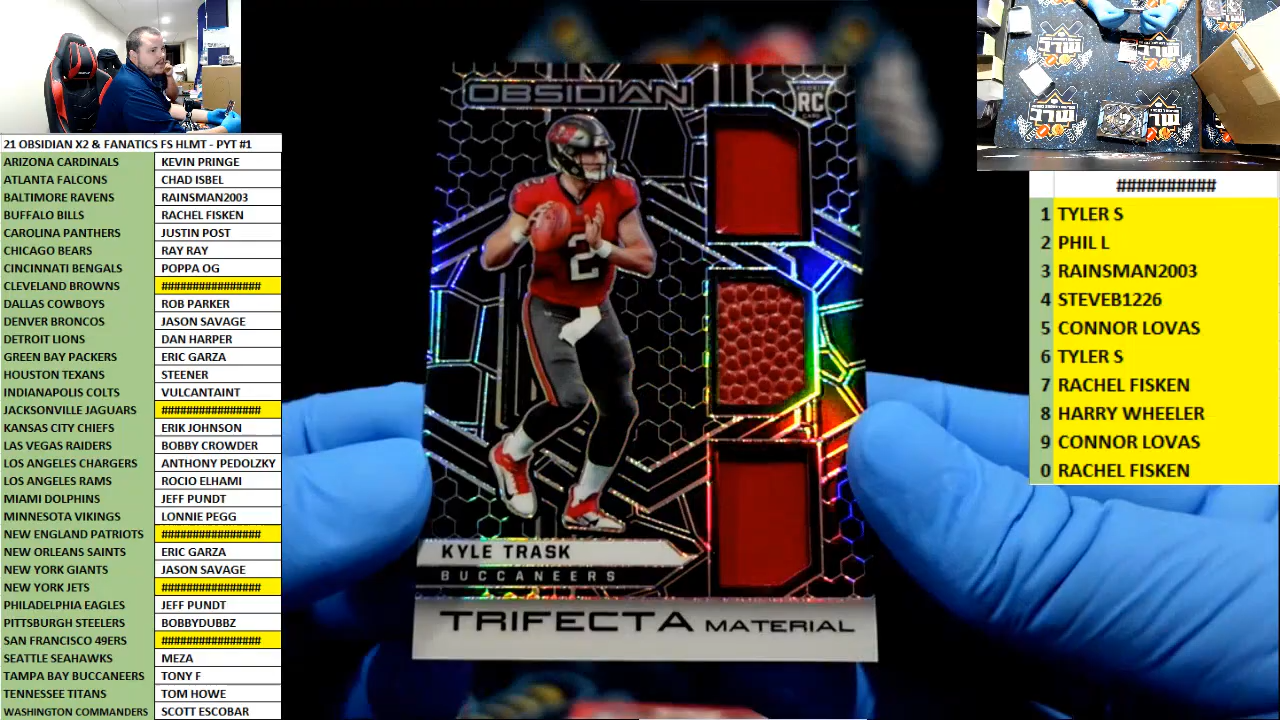 21 OBSIDIAN X2 & FANATICS FS HLMT - PYT #1
ARIZONA CARDINALS KEVIN PRINGE
ATLANTA FALCONS CHAD ISBEL
BALTIMORE RAVENS RAINSMAN2003
BUFFALO BILLS RACHEL FISKEN
CAROLINA PANTHERS JUSTIN POST
CHICAGO BEARS RAY RAY
CINCINNATI BENGALS POPPA OG
CLEVELAND BROWNS ################
DALLAS COWBOYS ROB PARKER
DENVER BRONCOS JASON SAVAGE
DETROIT LIONS DAN HARPER
GREEN BAY PACKERS ERIC GARZA
HOUSTON TEXANS STEENER
INDIANAPOLIS COLTS VULCANTAINT
JACKSONVILLE JAGUARS ################
KANSAS CITY CHIEFS ERIK JOHNSON
LAS VEGAS RAIDERS BOBBY CROWDER
LOS ANGELES CHARGERS ANTHONY PEDOLZKY
LOS ANGELES RAMS ROCIO ELHAMI
MIAMI DOLPHINS JEFF PUNDT
MINNESOTA VIKINGS LONNIE PEGG
NEW ENGLAND PATRIOTS ################
NEW ORLEANS SAINTS ERIC GARZA
NEW YORK GIANTS JASON SAVAGE
NEW YORK JETS ################
PHILADELPHIA EAGLES JEFF PUNDT
PITTSBURGH STEELERS BOBBYDUBBZ
SAN FRANCISCO 49ERS ################
SEATTLE SEAHAWKS MEZA
TAMPA BAY BUCCANEERS TONY F
TENNESSEE TITANS TOM HOWE
WASHINGTON COMMANDERS SCOTT ESCOBAR
OBSIDIAN
ROOKIE
RC
CARD
2
KYLE TRASK
BUCCANEERS
TRIFECTA MATERIAL
##########
1 TYLER S
2 PHIL L
3 RAINSMAN2003
4 STEVEB1226
5 CONNOR LOVAS
6 TYLER S
7 RACHEL FISKEN
8 HARRY WHEELER
9 CONNOR LOVAS
0 RACHEL FISKEN